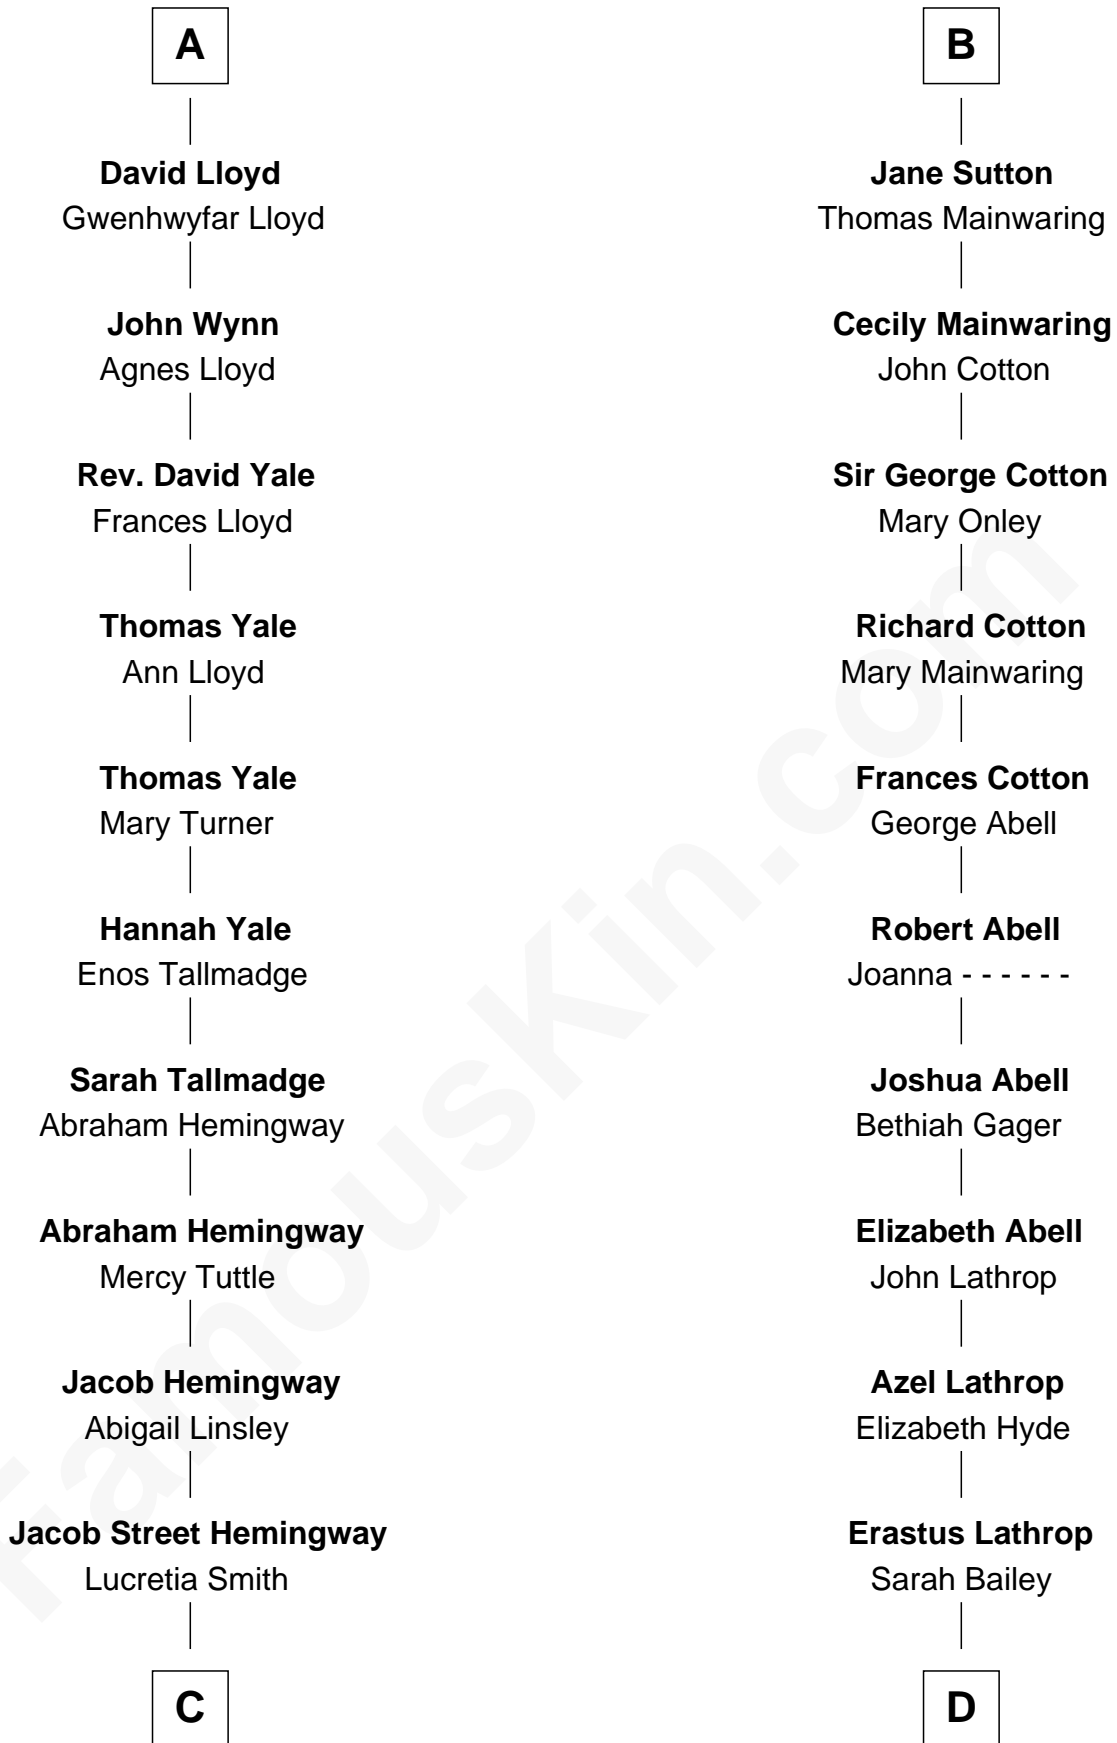 A
David Lloyd
Gwenhwyfar Lloyd
John Wynn
Agnes Lloyd
Rev. David Yale
Frances Lloyd
Thomas Yale
Ann Lloyd
Thomas Yale
Mary Turner
Hannah Yale
Enos Tallmadge
Sarah Tallmadge
Abraham Hemingway
Abraham Hemingway
Mercy Tuttle
Jacob Hemingway
Abigail Linsley
Jacob Street Hemingway
Lucretia Smith
C
B
Jane Sutton
Thomas Mainwaring
Cecily Mainwaring
John Cotton
Sir George Cotton
Mary Onley
Richard Cotton
Mary Mainwaring
Frances Cotton
George Abell
Robert Abell
Joanna - - - - - -
Joshua Abell
Bethiah Gager
Elizabeth Abell
John Lathrop
Azel Lathrop
Elizabeth Hyde
Erastus Lathrop
Sarah Bailey
D
FamousKin.com